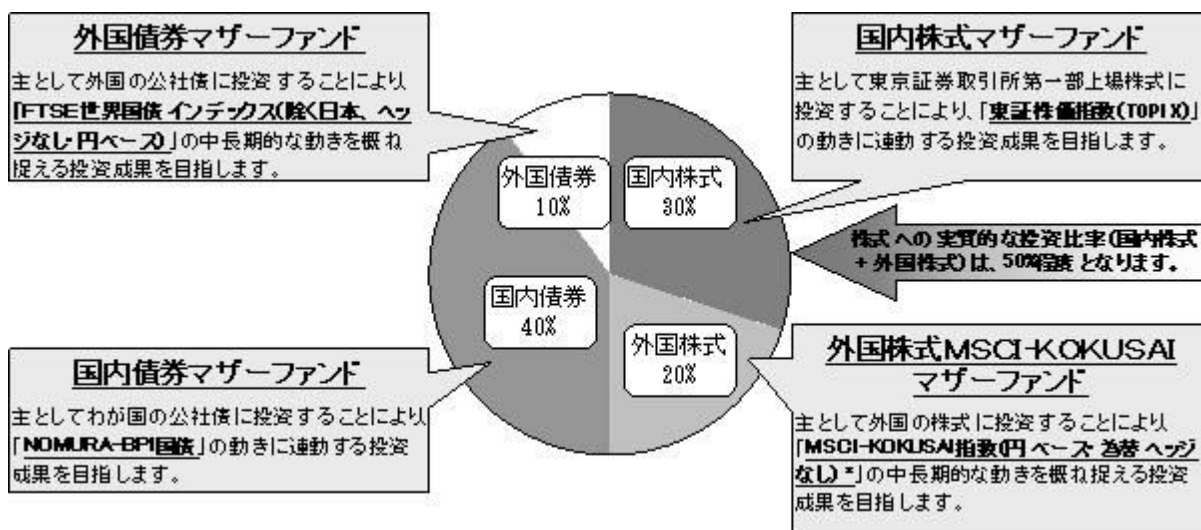 外国債券マザーファンド
主として外国の公社債に投資することにより
「FTSE世界国債インデックス(除く日本、ヘッ
ジなし・円ベース)」の中長期的な動きを概ね
捉える投資成果を目指します。
国内株式マザーファンド
主として東京証券取引所第一部上場株式に
投資することにより、「東証株価指数(TOPIX)」
の動きに連動する投資成果を目指します。
外国債券
10%
国内株式
30%
株式への実質的な投資比率(国内株式
+外国株式)は、50%程度となります。
国内債券
40%
外国株式
20%
国内債券マザーファンド
主としてわが国の公社債に投資することにより
「NOMURA-BPI国債」の動きに連動する投資
成果を目指します。
外国株式MSCI-KOKUSAI
マザーファンド
主として外国の株式に投資することにより
「MSCI-KOKUSAI指数(円ベース・為替ヘッジ
なし)*」の中長期的な動きを概ね捉える投資
成果を目指します。